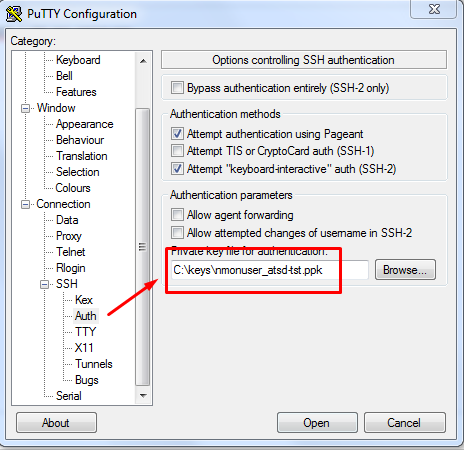 PuTTY Configuration
Category:
Keyboard
Bell
Features
Window
Appearance
Behaviour
Translation
Selection
Colours
Connection
Data
Proxy
Telnet
Rlogin
SSH
Kex
Auth
TTY
X11
Tunnels
Bugs
Serial
Options controlling SSH authentication
Bypass authentication entirely (SSH-2 only)
Authentication methods
Attempt authentication using Pageant
Attempt TIS or CryptoCard auth (SSH-1)
Attempt "keyboard-interactive" auth (SSH-2)
Authentication parameters
Allow agent forwarding
Allow attempted changes of username in SSH-2
Private key file for authentication:
C:\keys\nmonuser_atsd-tst.ppk
Browse...
About
Open
Cancel